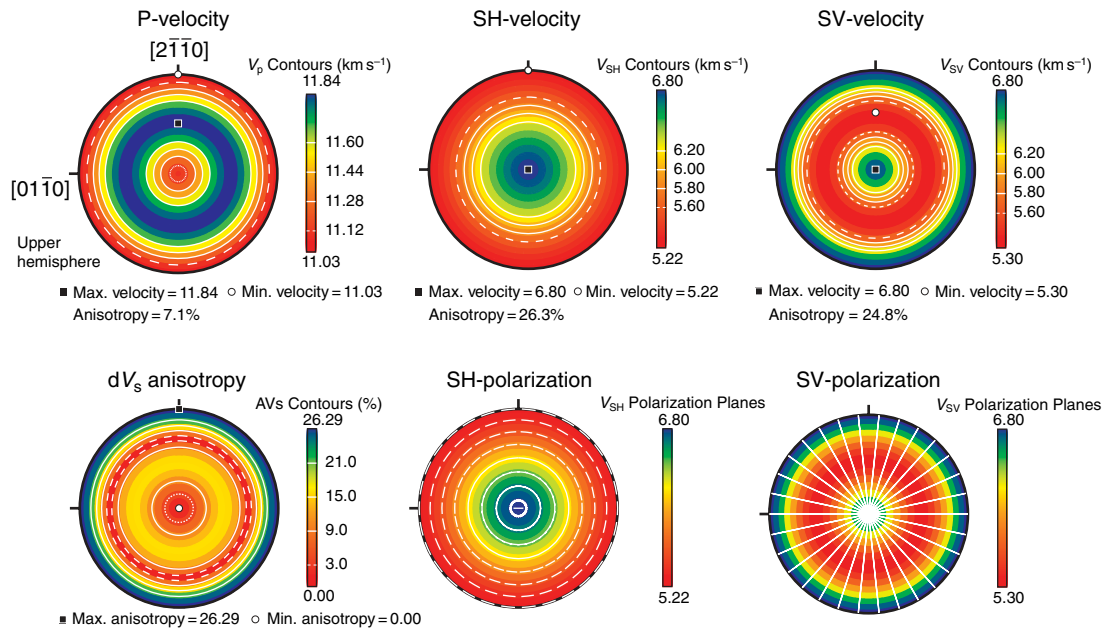 P-velocity
[21̅1̅0]
Vp Contours (km s–1)
11.84
11.60
11.44
11.28
11.12
11.03
[011̅0]
Upper
hemisphere
■ Max. velocity = 11.84 ○ Min. velocity = 11.03
Anisotropy = 7.1%
SH-velocity
VSH Contours (km s–1)
6.80
6.20
6.00
5.80
5.60
5.22
■ Max. velocity = 6.80 ○ Min. velocity = 5.22
Anisotropy = 26.3%
SV-velocity
VSV Contours (km s–1)
6.80
6.20
6.00
5.80
5.60
5.30
■ Max. velocity = 6.80 ○ Min. velocity = 5.30
Anisotropy = 24.8%
dVs anisotropy
AVs Contours (%)
26.29
21.0
15.0
9.0
3.0
0.00
■ Max. anisotropy = 26.29 ○ Min. anisotropy = 0.00
SH-polarization
VSH Polarization Planes
6.80
5.22
SV-polarization
VSV Polarization Planes
6.80
5.30